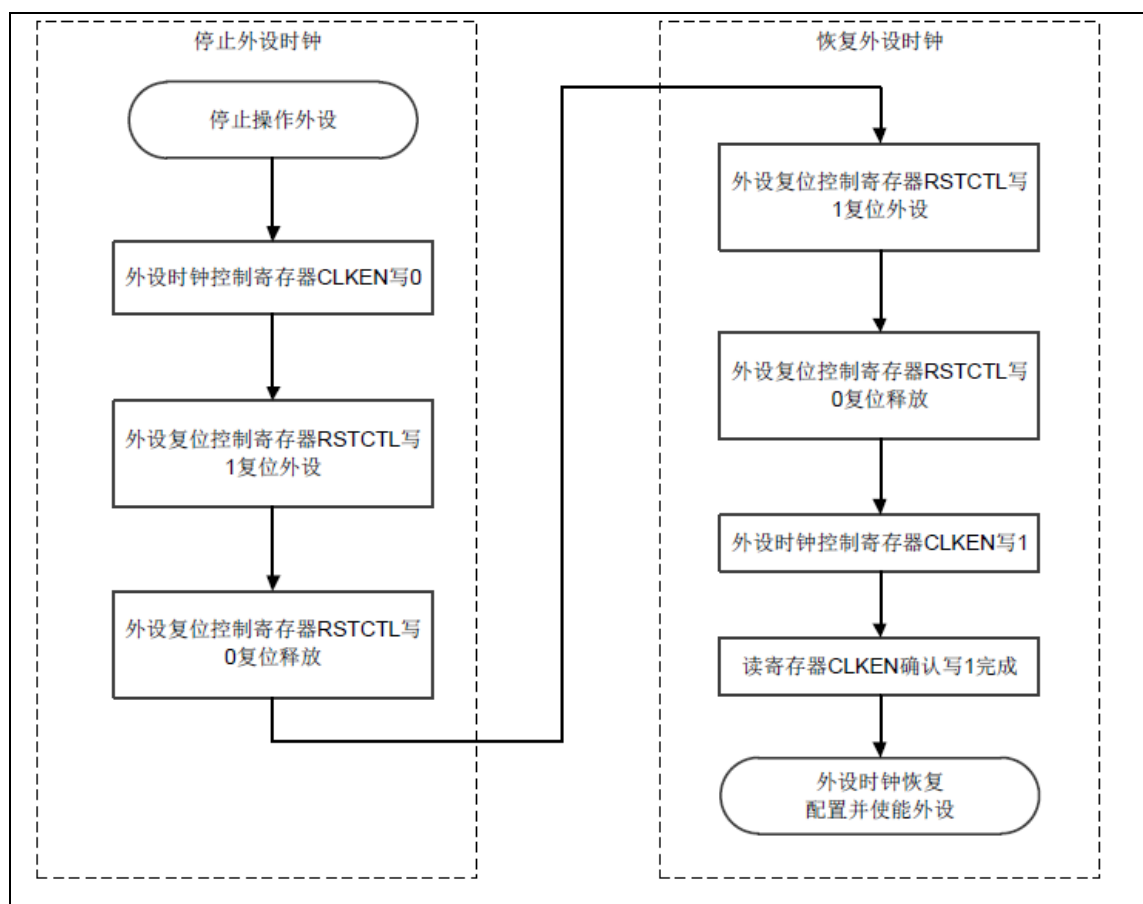 停止外设时钟
停止操作外设
外设时钟控制寄存器CLKEN写0
外设复位控制寄存器RSTCTL写
1复位外设
外设复位控制寄存器RSTCTL写
0复位释放
恢复外设时钟
外设复位控制寄存器RSTCTL写
1复位外设
外设复位控制寄存器RSTCTL写
0复位释放
外设时钟控制寄存器CLKEN写1
读寄存器CLKEN确认写1完成
外设时钟恢复
配置并使能外设